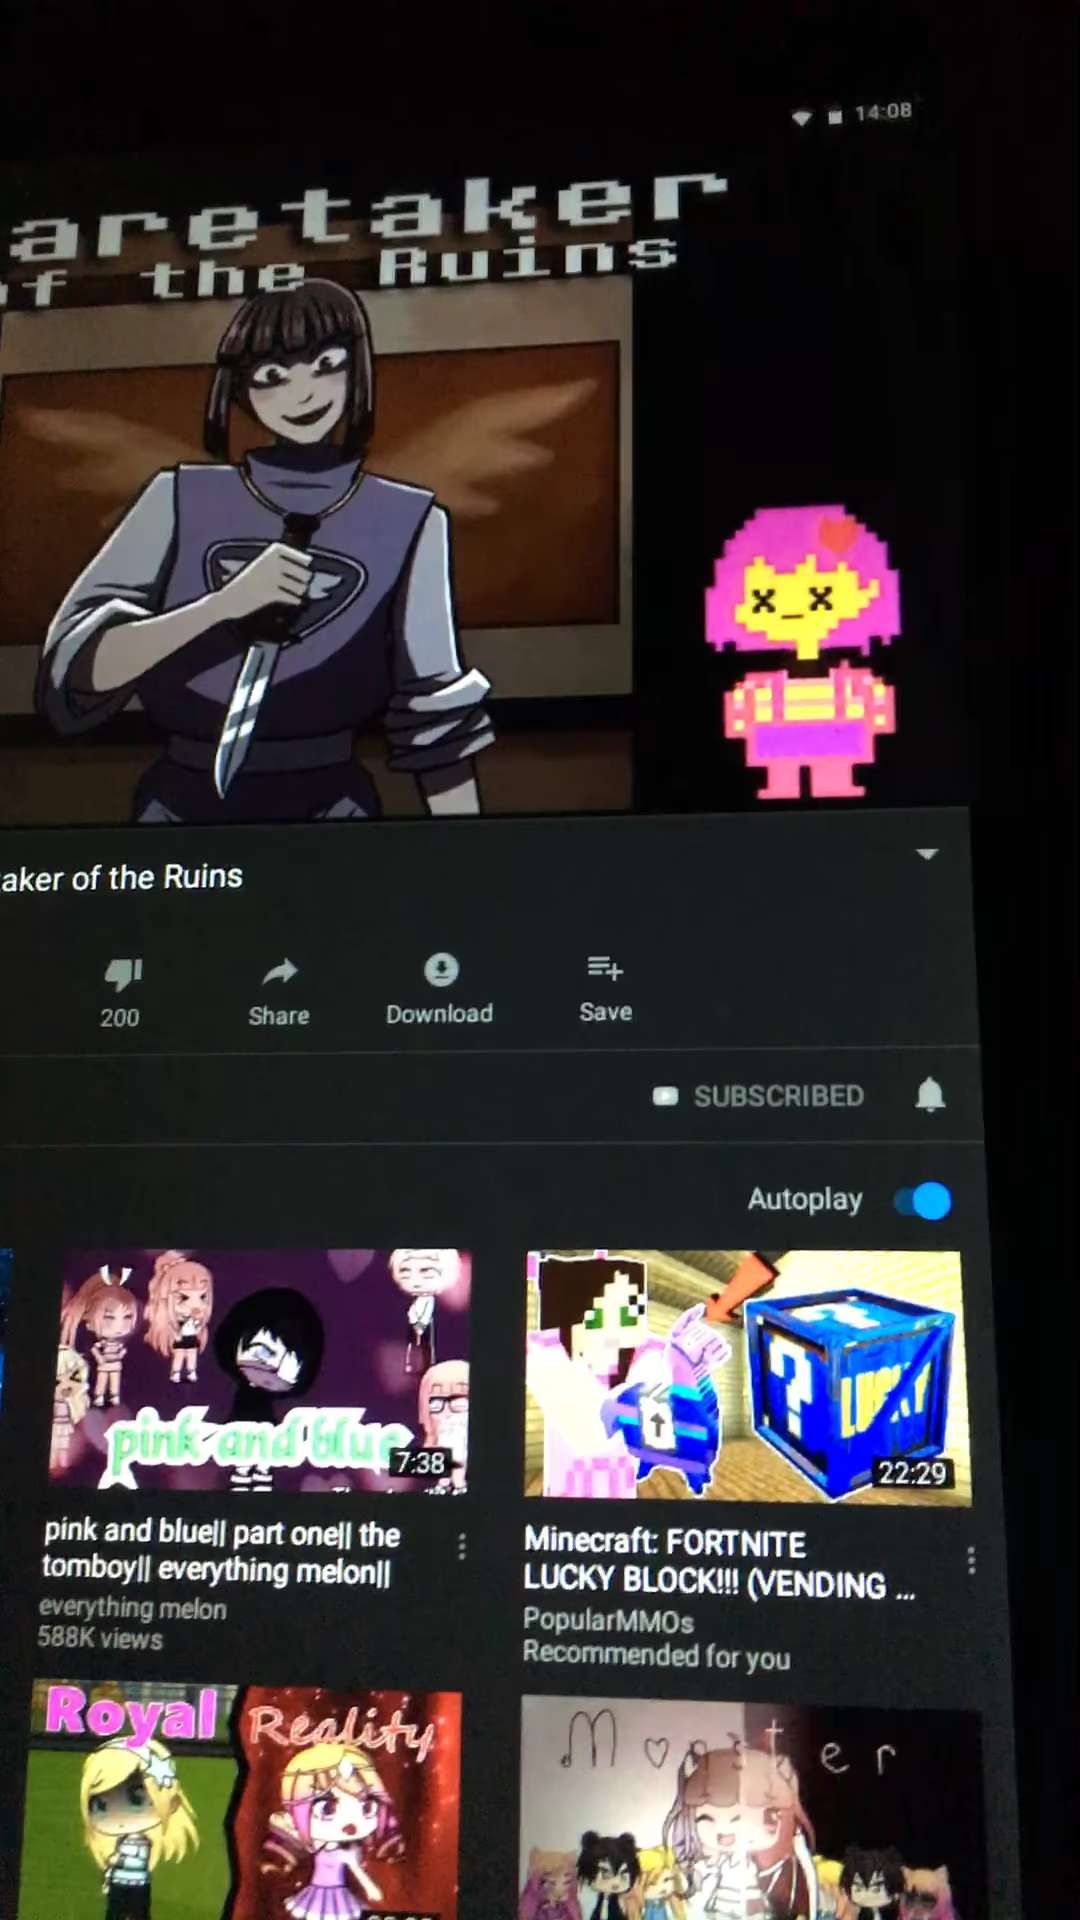 14:08
aretaker
f the Ruins
aker of the Ruins
200
Share
Download
Save
SUBSCRIBED
Autoplay
pink and blue
7:38
?
LUCKY
22:29
pink and blue|| part one|| the
tomboy|| everything melon||
everything melon
588K views
Minecraft: FORTNITE
LUCKY BLOCK!!! (VENDING ...
PopularMMOs
Recommended for you
Royal
Reality
Monster